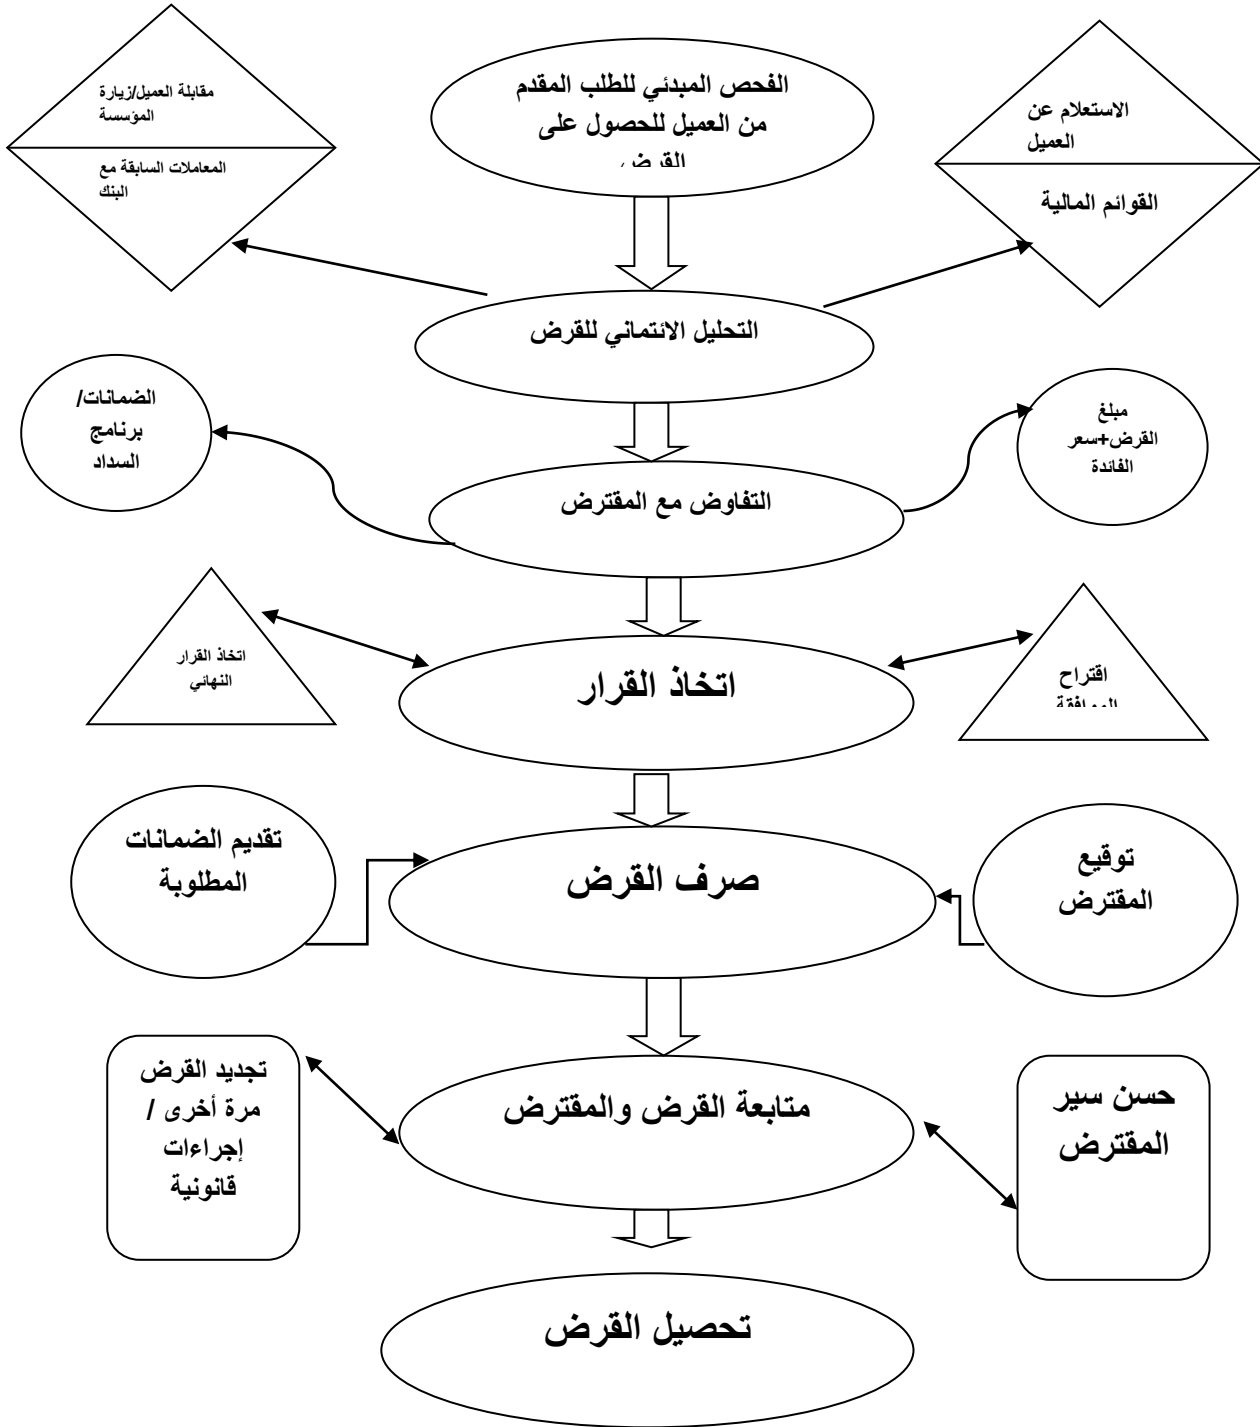 الفحص المبدئي للطلب المقدم
من العميل للحصول على
القرض
الاستعلام عن
العميل
القوائم المالية
مقابلة العميل/زيارة
المؤسسة
المعاملات السابقة مع
البنك
التحليل الائتماني للقرض
مبلغ
القرض+سعر
الفائدة
الضمانات/
برنامج
السداد
التفاوض مع المقترض
اقتراح
الموافقة
اتخاذ القرار
النهائي
اتخاذ القرار
توقيع
المقترض
تقديم الضمانات
المطلوبة
صرف القرض
حسن سير
المقترض
تجديد القرض
مرة أخرى /
إجراءات
قانونية
متابعة القرض والمقترض
تحصيل القرض